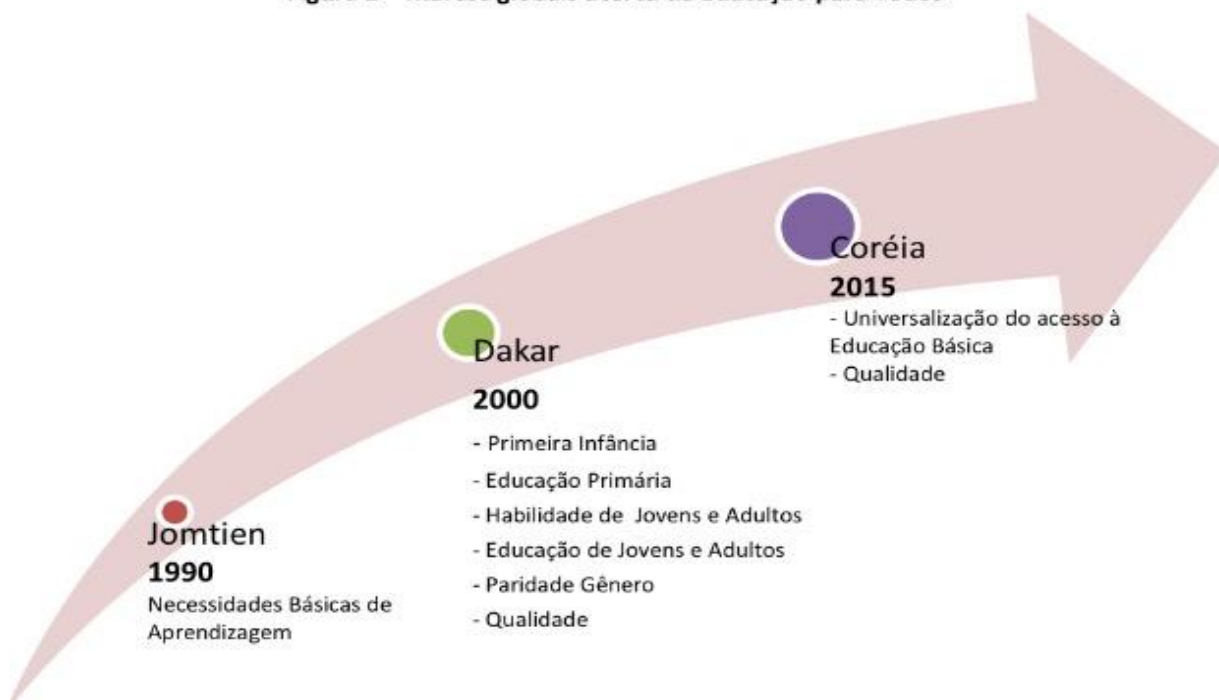 Jomtien
1990
Necessidades Básicas de
Aprendizagem
Dakar
2000
- Primeira Infância
- Educação Primária
- Habilidade de Jovens e Adultos
- Educação de Jovens e Adultos
- Paridade Gênero
- Qualidade
Coréia
2015
- Universalização do acesso à
Educação Básica
- Qualidade